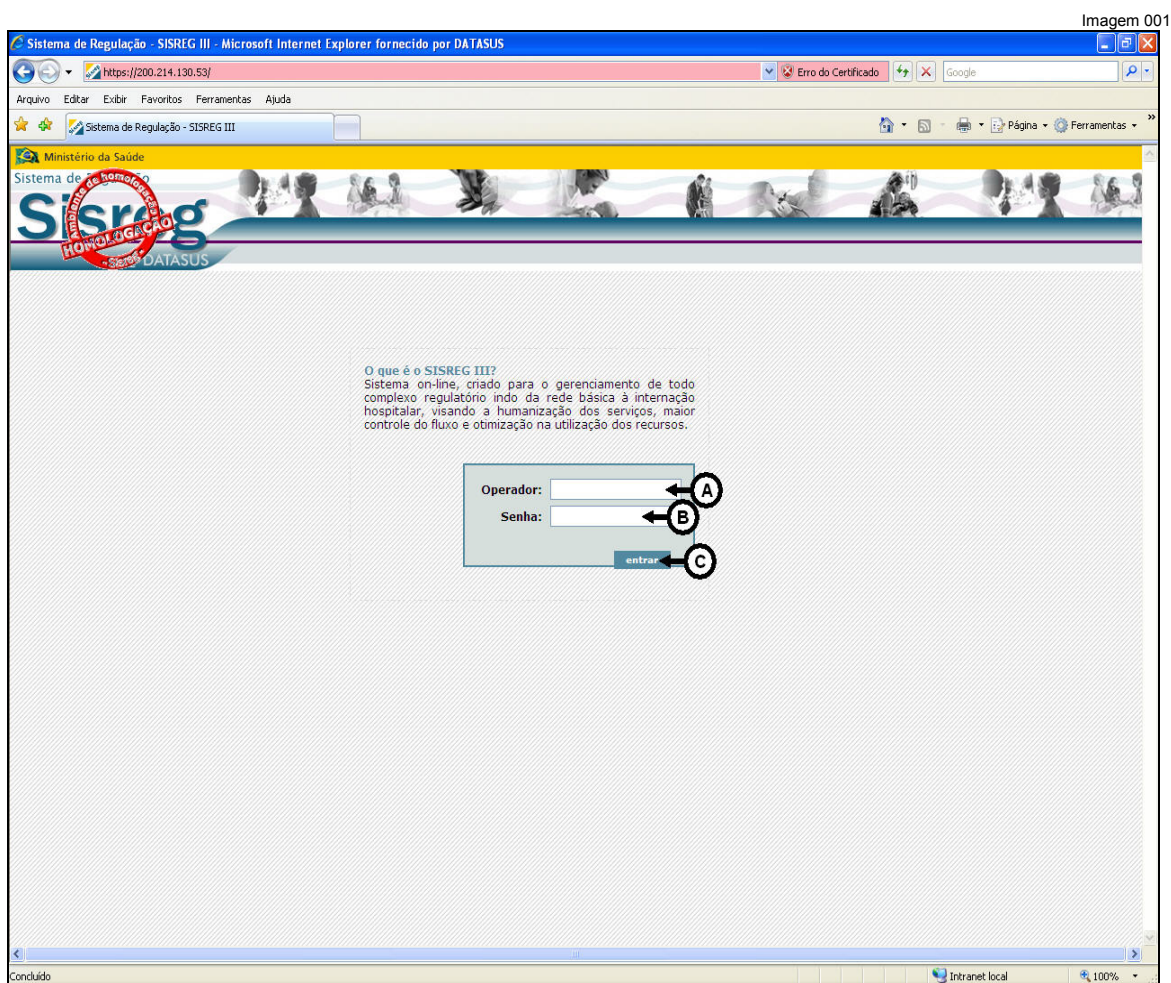 Imagem 001
Sistema de Regulação - SISREG III - Microsoft Internet Explorer fornecido por DATASUS
https://200.214.130.53/
Erro do Certificado
Google
Arquivo Editar Exibir Favoritos Ferramentas Ajuda
Sistema de Regulação - SISREG III
Página
Ferramentas
Ministério da Saúde
Sistema de
Sisreg
Ambiente de homologação
HOMOLOGAÇÃO
- Sisreg -
DATASUS
O que é o SISREG III?
Sistema on-line, criado para o gerenciamento de todo
complexo regulatório indo da rede básica à internação
hospitalar, visando a humanização dos serviços, maior
controle do fluxo e otimização na utilização dos recursos.
Operador:
A
Senha:
B
entrar
C
Concluído
Intranet local
100%